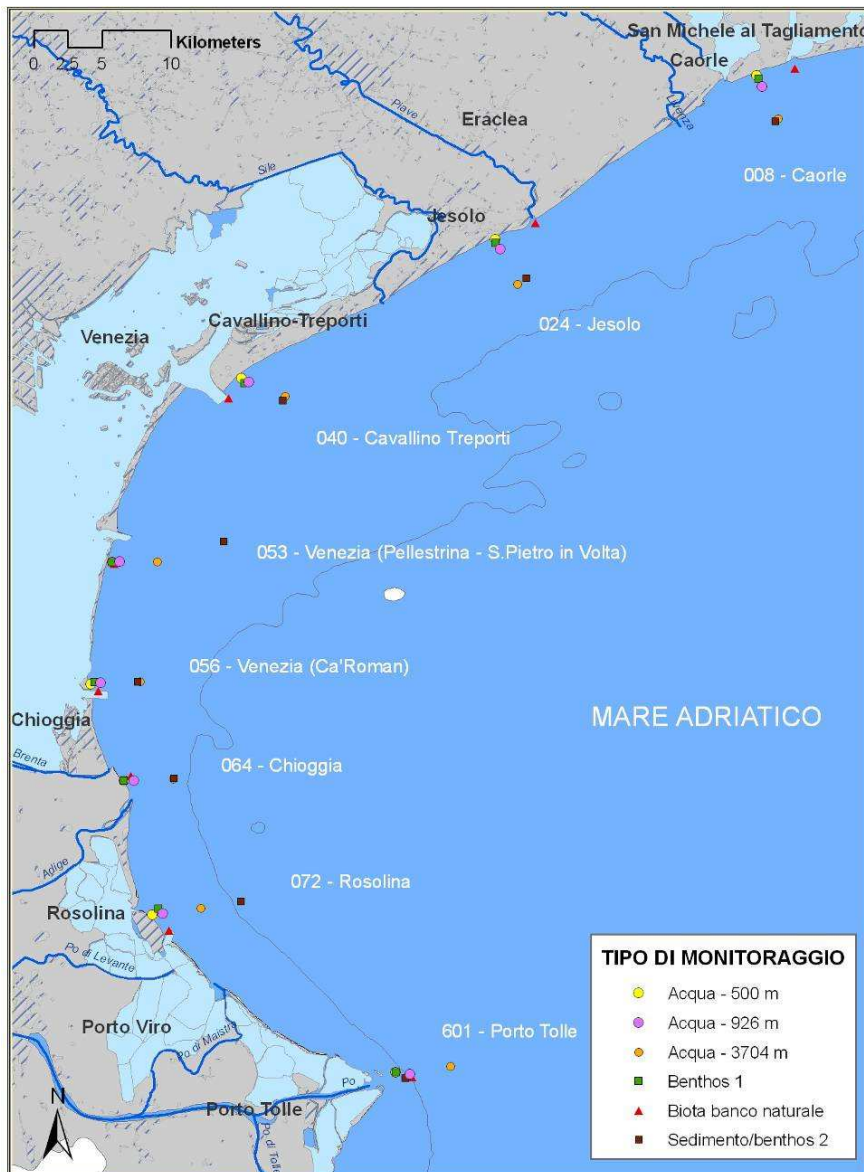 Kilometers
0 2.5 5 10
San Michele al Tagliamento
Caorle
Piave
Eraclea
008 - Caorle
Sile
Jesolo
Cavallino-Treporti
024 - Jesolo
Venezia
040 - Cavallino Treporti
053 - Venezia (Pellestrina - S.Pietro in Volta)
056 - Venezia (Ca'Roman)
MARE ADRIATICO
Chioggia
Brenta
064 - Chioggia
Adige
072 - Rosolina
Rosolina
Po di Levante
Porto Viro
Po di Maistra
601 - Porto Tolle
Po
Porto Tolle
Po di Tolle
N
TIPO DI MONITORAGGIO
Acqua - 500 m
Acqua - 926 m
Acqua - 3704 m
Benthos 1
Biota banco naturale
Sedimento/benthos 2